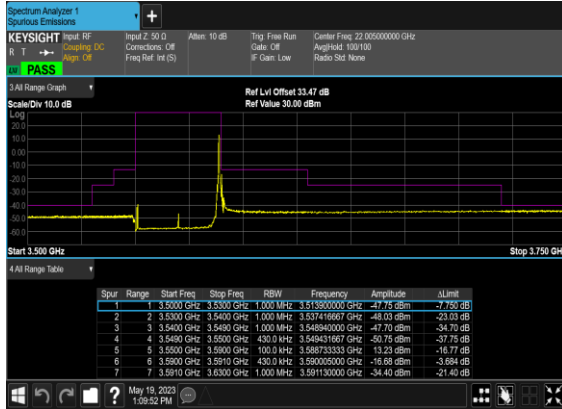 Spectrum Analyzer 1
Spurious Emissions
KEYSIGHT Input: RF Input Z: 50 Ω Atten: 10 dB Trig: Free Run Center Freq: 22.005000000 GHz
R T Coupling: DC Corrections: Off Gate: Off Avg|Hold: 100/100
Align: Off Freq Ref: Int (S) IF Gain: Low Radio Std: None
PASS
3 All Range Graph
Ref Lvl Offset 33.47 dB
Scale/Div 10.0 dB Ref Value 30.00 dBm
Log
20.0
10.0
0.00
-10.0
-20.0
-30.0
-40.0
-50.0
-60.0
Start 3.500 GHz Stop 3.750 GHz
4 All Range Table
Spur Range Start Freq Stop Freq RBW Frequency Amplitude ΔLimit
1 1 3.5000 GHz 3.5300 GHz 1.000 MHz 3.513900000 GHz -47.75 dBm -7.750 dB
2 2 3.5300 GHz 3.5400 GHz 1.000 MHz 3.537416667 GHz -48.03 dBm -23.03 dB
3 3 3.5400 GHz 3.5490 GHz 1.000 MHz 3.548940000 GHz -47.70 dBm -34.70 dB
4 4 3.5490 GHz 3.5500 GHz 430.0 kHz 3.549431667 GHz -50.75 dBm -37.75 dB
5 5 3.5500 GHz 3.5900 GHz 100.0 kHz 3.588733333 GHz 13.23 dBm -16.77 dB
6 6 3.5900 GHz 3.5910 GHz 430.0 kHz 3.590005000 GHz -16.68 dBm -3.684 dB
7 7 3.5910 GHz 3.6300 GHz 1.000 MHz 3.591130000 GHz -34.40 dBm -21.40 dB
May 19, 2023
1:09:52 PM